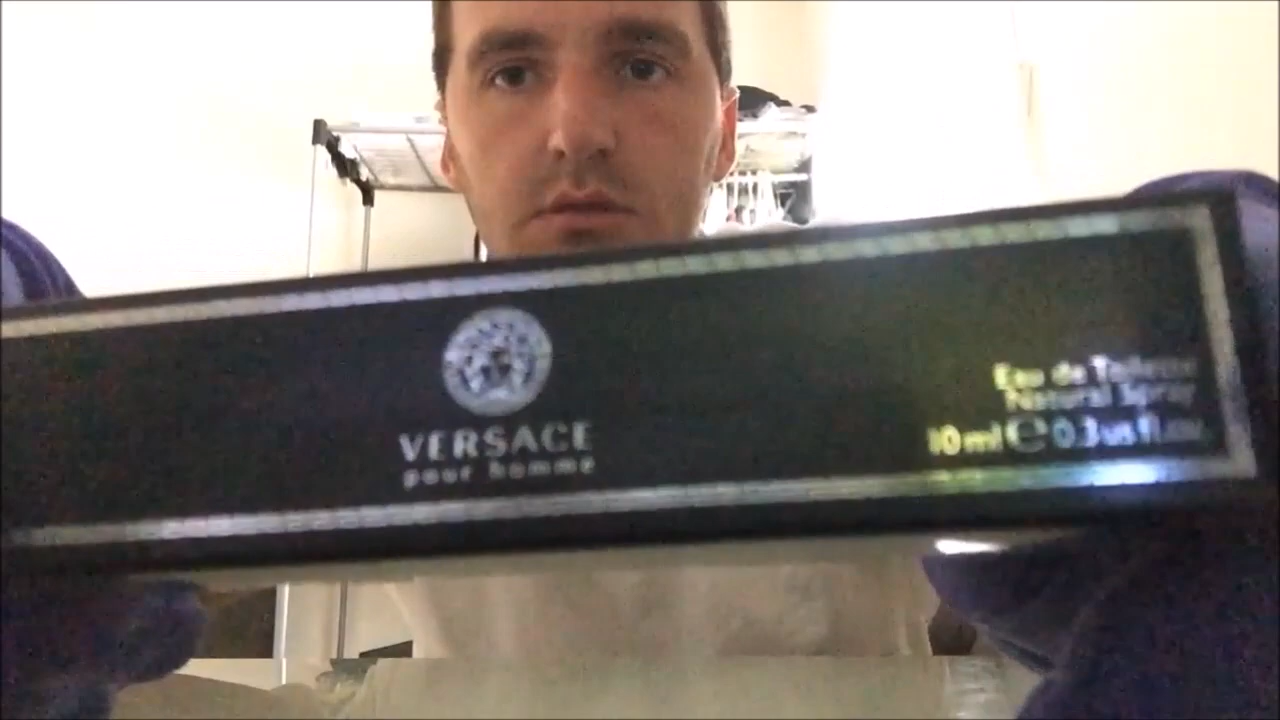 VERSACE
pour homme
Eau de Toilette
Natural Spray
10 ml e 0.3 us fl.oz.